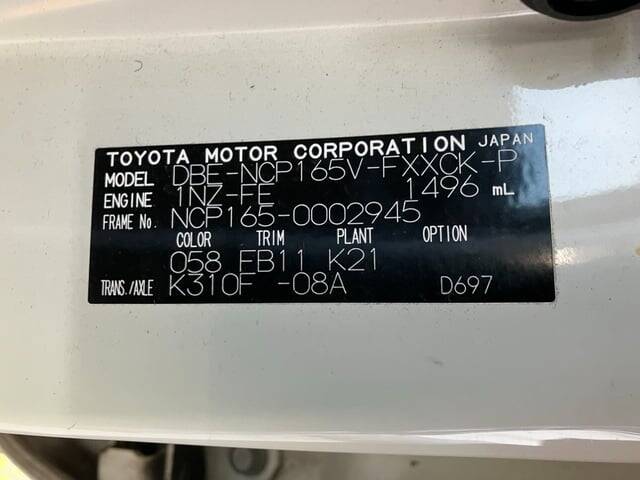 TOYOTA MOTOR CORPORATION JAPAN
MODEL DBE-NCP165V-FXXCK-P
ENGINE 1NZ-FE 1496 mL
FRAME No. NCP165-0002945
COLOR TRIM PLANT OPTION
058 FB11 K21
TRANS./AXLE K310F -08A D697